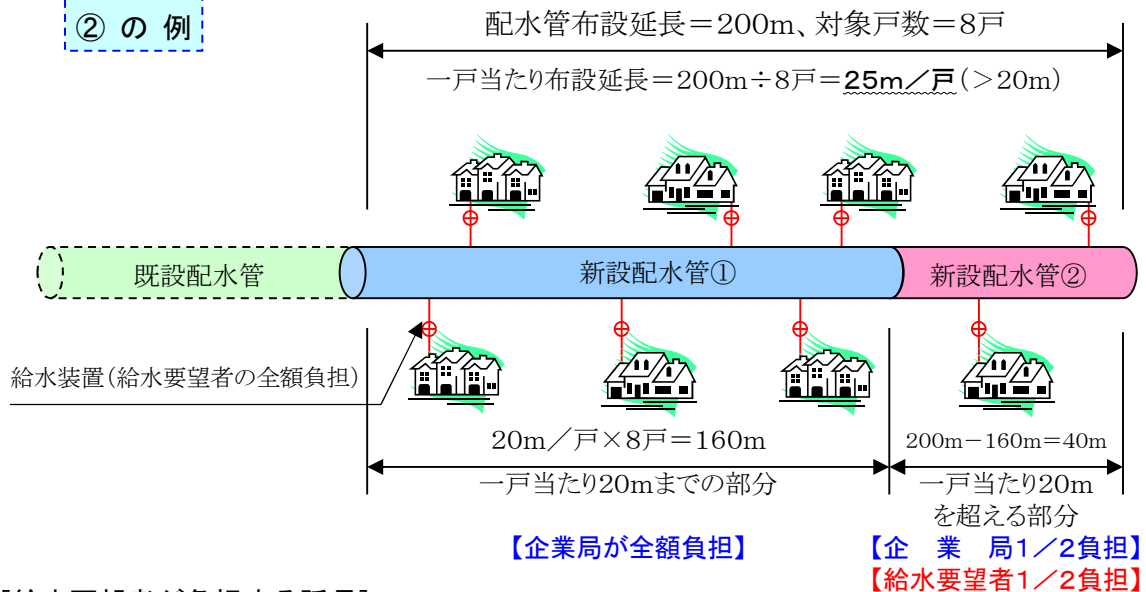 ② の 例
配水管布設延長＝200m、対象戸数＝8戸
一戸当たり布設延長＝200m÷8戸＝25m／戸(＞20m)
既設配水管
新設配水管①
新設配水管②
給水装置(給水要望者の全額負担)
20m／戸×8戸＝160m
200m－160m＝40m
一戸当たり20mまでの部分
一戸当たり20m
を超える部分
【企業局が全額負担】
【企　業　局1／2負担】
【給水要望者1／2負担】